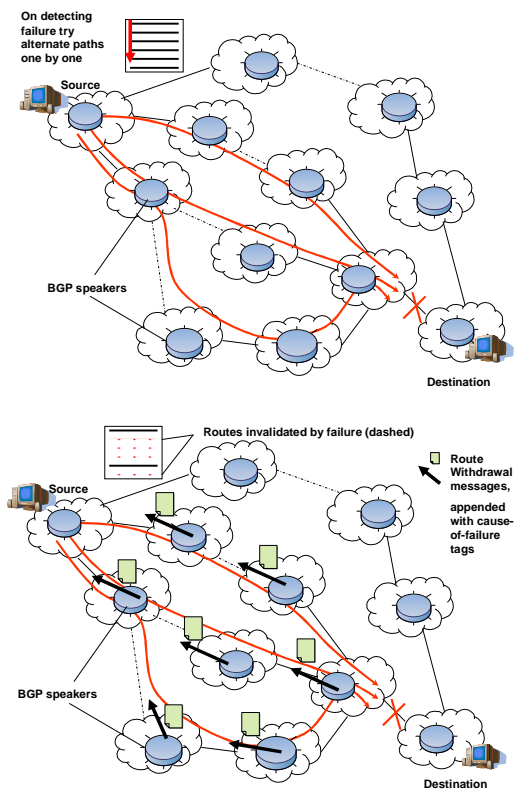 On detecting
failure try
alternate paths
one by one
Source
BGP speakers
Destination
Routes invalidated by failure (dashed)
Source
Route
Withdrawal
messages,
appended
with cause-
of-failure
tags
BGP speakers
Destination